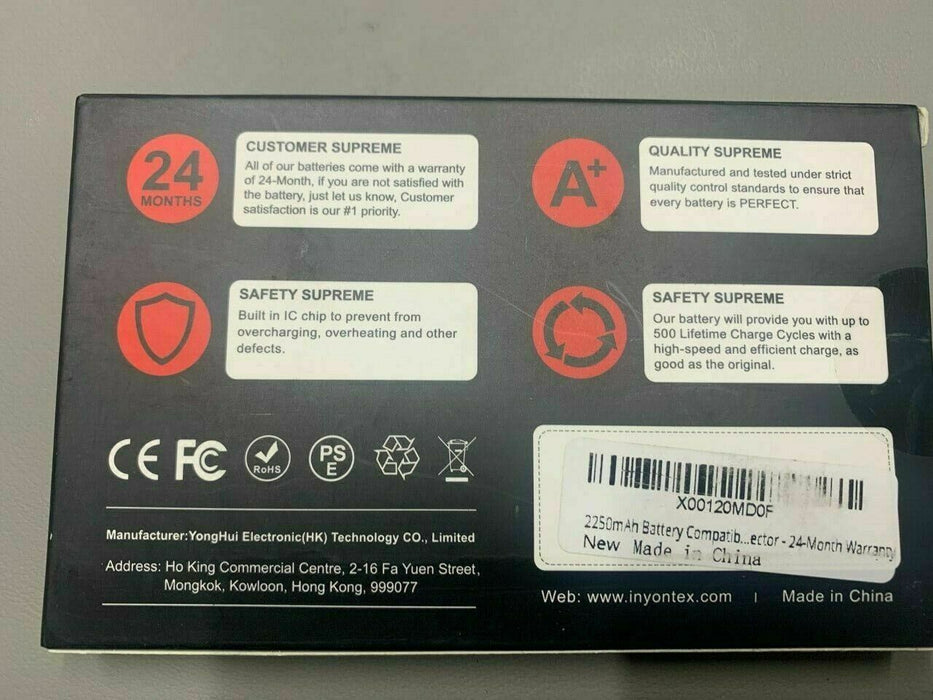 24
MONTHS
CUSTOMER SUPREME
All of our batteries come with a warranty
of 24-Month, if you are not satisfied with
the battery, just let us know, Customer
satisfaction is our #1 priority.
A+
QUALITY SUPREME
Manufactured and tested under strict
quality control standards to ensure that
every battery is PERFECT.
SAFETY SUPREME
Built in IC chip to prevent from
overcharging, overheating and other
defects.
SAFETY SUPREME
Our battery will provide you with up to
500 Lifetime Charge Cycles with a
high-speed and efficient charge, as
good as the original.
CE FC RoHS PS E
Manufacturer:YongHui Electronic(HK) Technology CO., Limited
Address: Ho King Commercial Centre, 2-16 Fa Yuen Street,
Mongkok, Kowloon, Hong Kong, 999077
X00120MD0F
2250mAh Battery Compatib...ector - 24-Month Warranty
New Made in China
Web: www.inyontex.com | Made in China